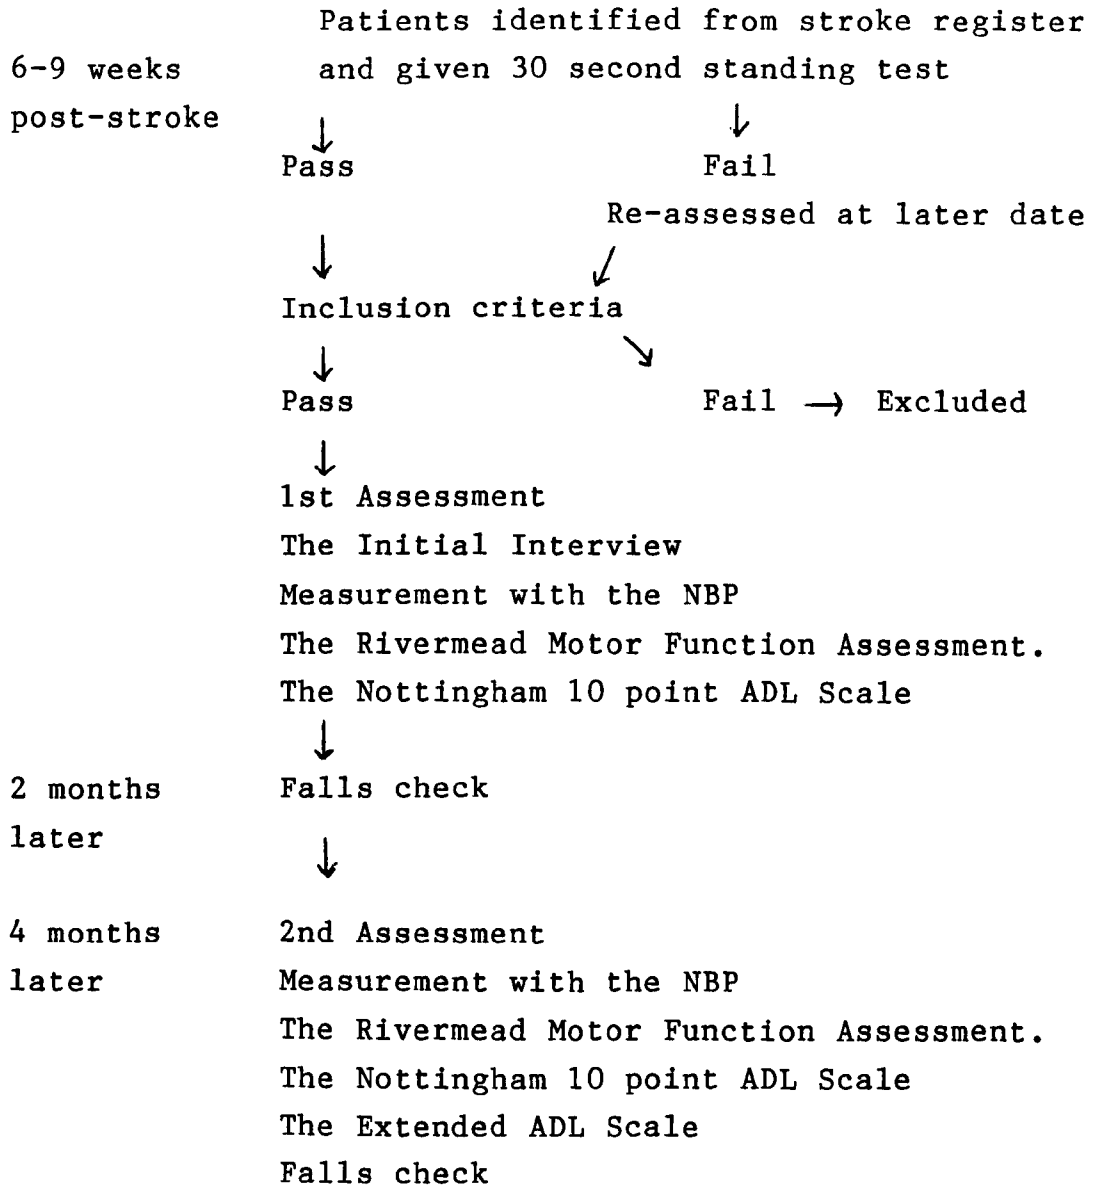 Patients identified from stroke register
6-9 weeks and given 30 second standing test
post-stroke ↓ ↓
Pass Fail
Re-assessed at later date
↓ ↙
Inclusion criteria
↓ ↘
Pass Fail → Excluded
↓
1st Assessment
The Initial Interview
Measurement with the NBP
The Rivermead Motor Function Assessment.
The Nottingham 10 point ADL Scale
↓
2 months Falls check
later ↓
4 months 2nd Assessment
later Measurement with the NBP
The Rivermead Motor Function Assessment.
The Nottingham 10 point ADL Scale
The Extended ADL Scale
Falls check